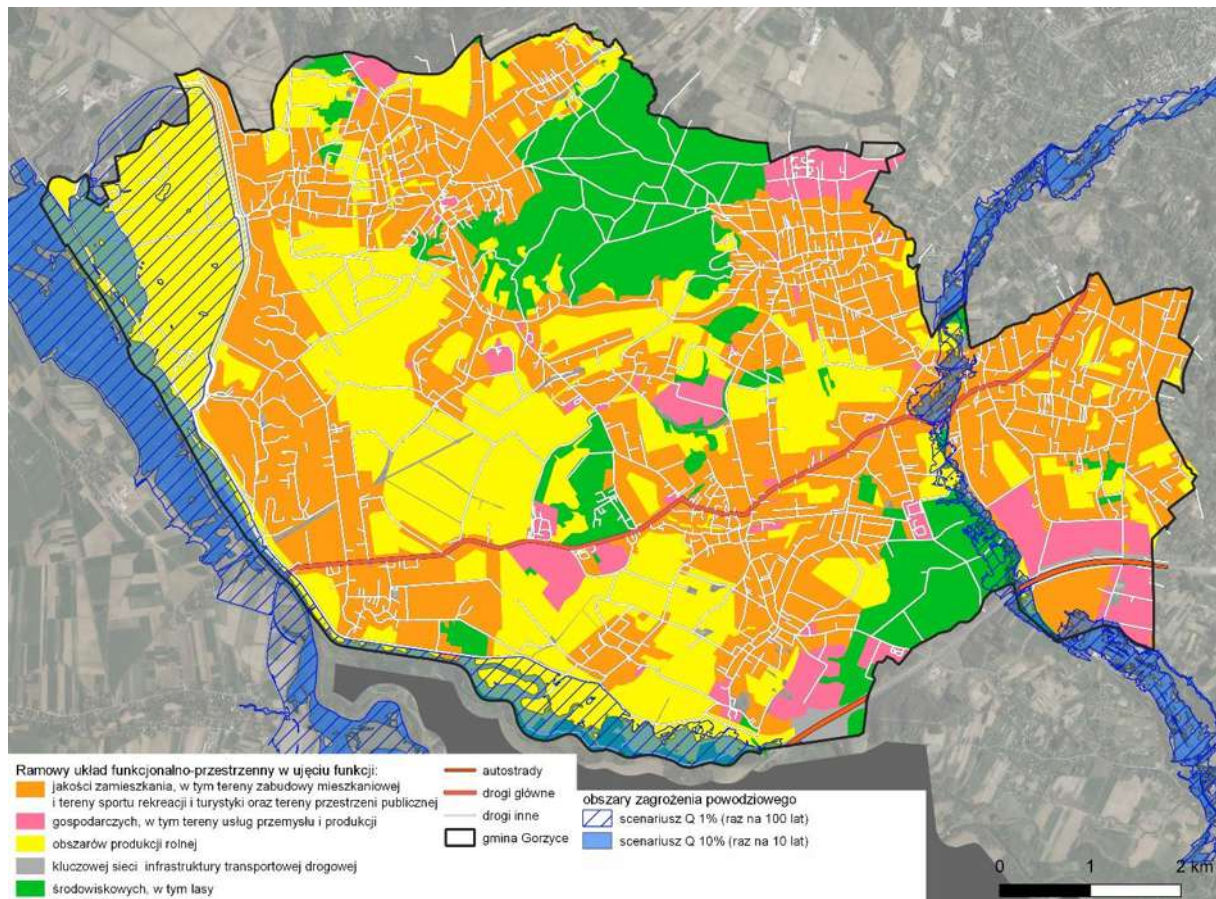 Ramowy układ funkcjonalno-przestrzenny w ujęciu funkcji:
jakości zamieszkania, w tym tereny zabudowy mieszkaniowej
i tereny sportu rekreacji i turystyki oraz tereny przestrzeni publicznej
gospodarczych, w tym tereny usług przemysłu i produkcji
obszarów produkcji rolnej
kluczowej sieci infrastruktury transportowej drogowej
środowiskowych, w tym lasy
autostrady
drogi główne
drogi inne
gmina Gorzyce
obszary zagrożenia powodziowego
scenariusz Q 1% (raz na 100 lat)
scenariusz Q 10% (raz na 10 lat)
0 1 2 km